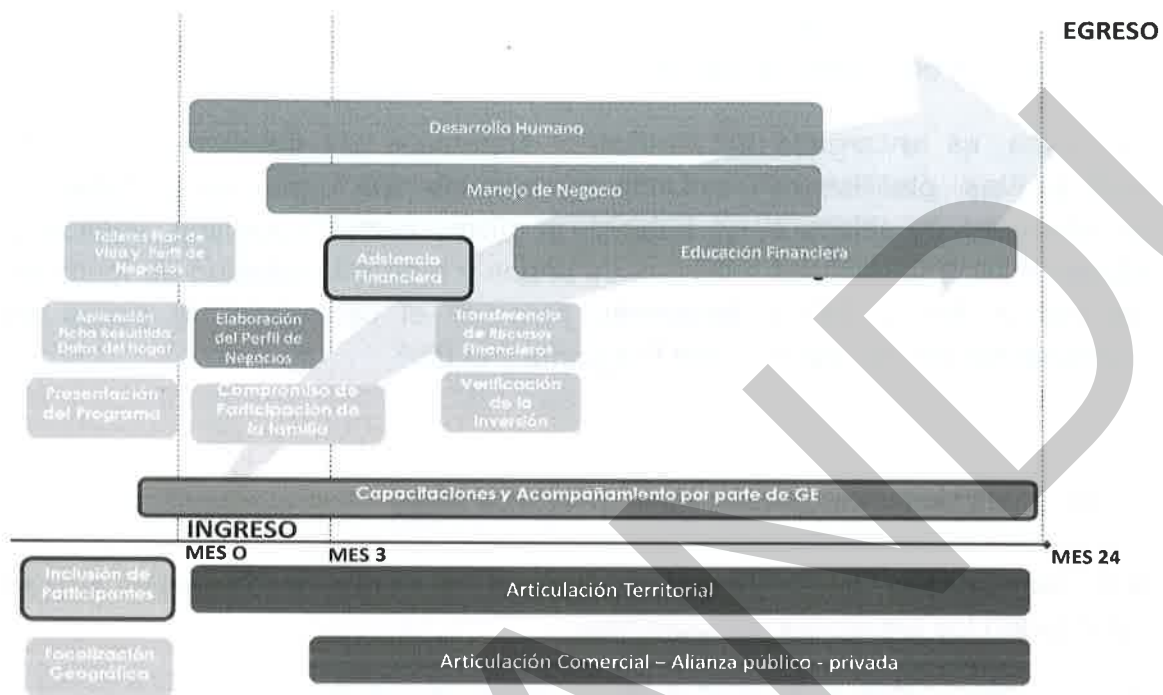 EGRESO
Desarrollo Humano
Manejo de Negocio
Talleres Plan de
Vida y Perfil de
Negocios
Asistencia
Financiera
Educación Financiera
Aplicación
Ficha Resumida
Datos del hogar
Elaboración
del Perfil de
Negocios
Transferencia
de Recursos
Financieros
Presentación
del Programa
Compromiso de
Participación de
la familia
Verificación
de la
Inversión
Capacitaciones y Acompañamiento por parte de GE
INGRESO
MES 0
MES 3
MES 24
Inclusión de
Participantes
Articulación Territorial
Focalización
Geográfica
Articulación Comercial – Alianza público - privada